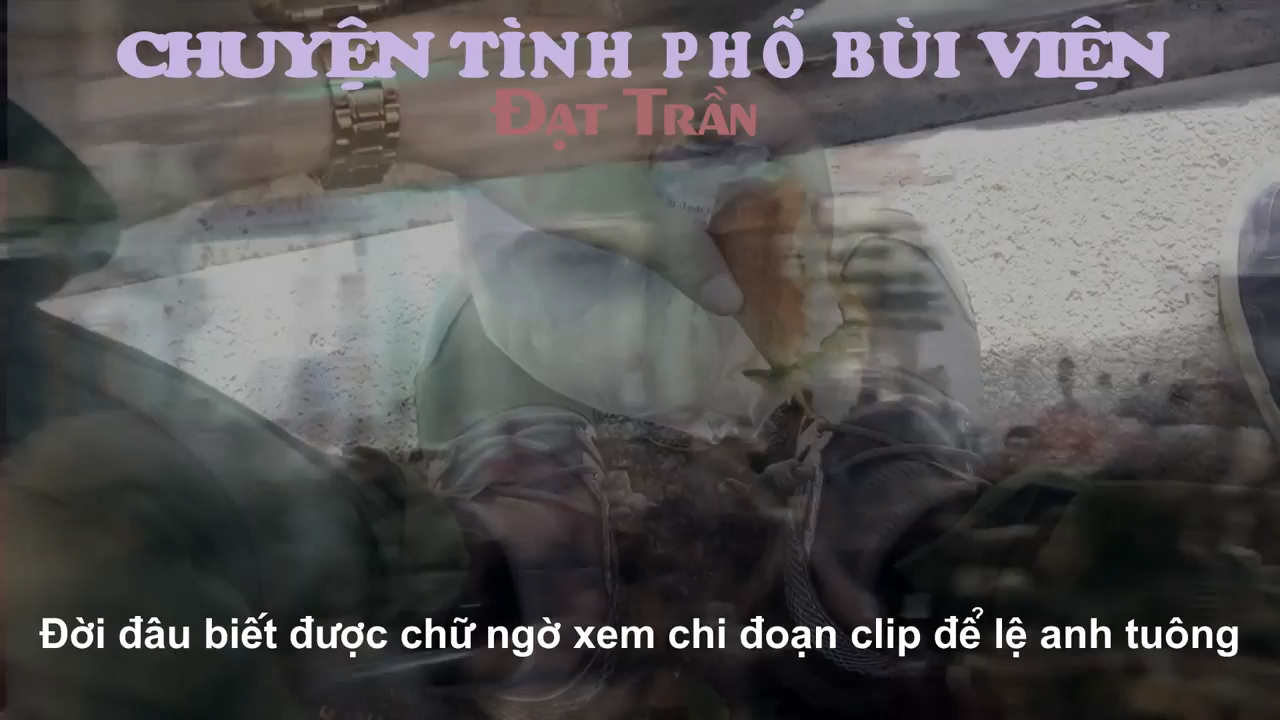 CHUYỆN TÌNH PHỐ BÙI VIỆN
ĐẠT TRẦN
Đời đâu biết được chữ ngờ xem chi đoạn clip để lệ anh tuông